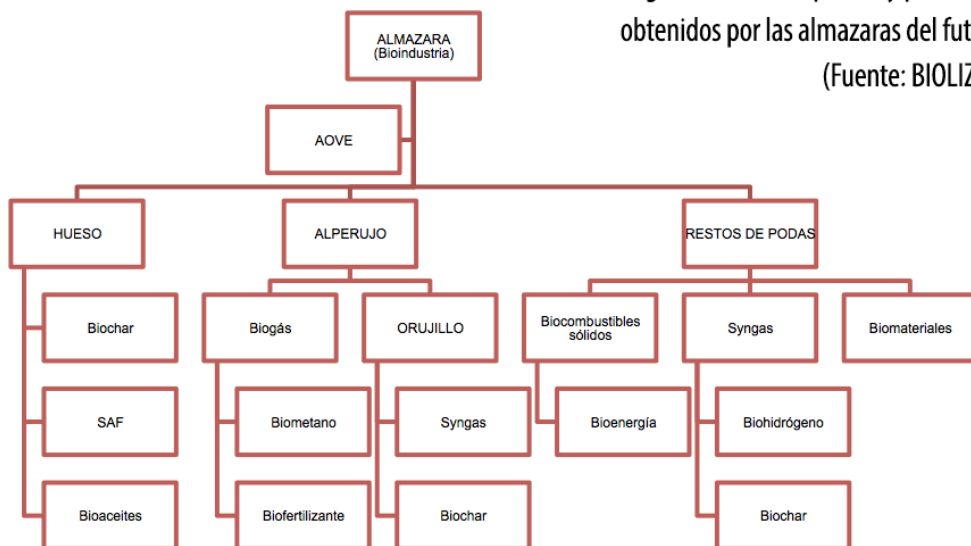 obtenidos por las almazaras del fut
(Fuente: BIOLIZ
ALMAZARA
(Bioindustria)
AOVE
HUESO
ALPERUJO
RESTOS DE PODAS
Biochar
Biogás
ORUJILLO
Biocombustibles
sólidos
Syngas
Biomateriales
SAF
Biometano
Syngas
Bioenergía
Biohidrógeno
Bioaceites
Biofertilizante
Biochar
Biochar